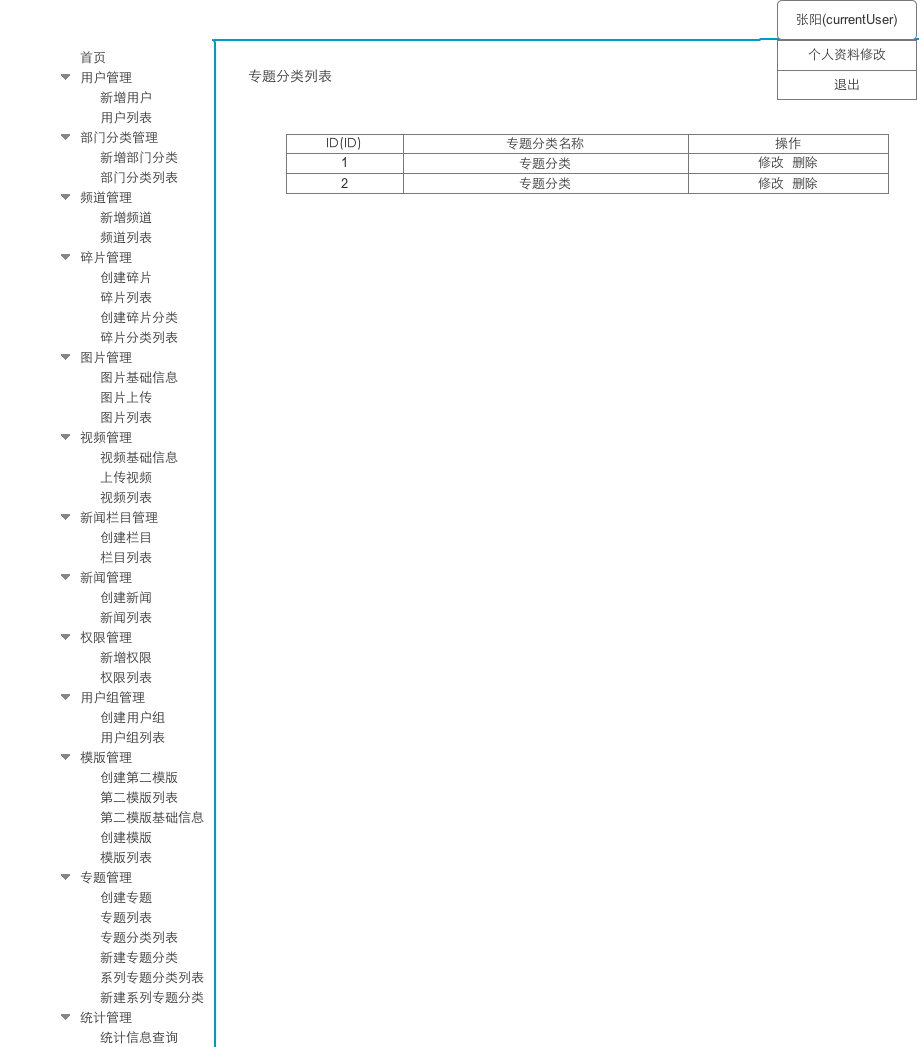 张阳(currentUser)
个人资料修改
退出
首页
用户管理
新增用户
用户列表
部门分类管理
新增部门分类
部门分类列表
频道管理
新增频道
频道列表
碎片管理
创建碎片
碎片列表
创建碎片分类
碎片分类列表
图片管理
图片基础信息
图片上传
图片列表
视频管理
视频基础信息
上传视频
视频列表
新闻栏目管理
创建栏目
栏目列表
新闻管理
创建新闻
新闻列表
权限管理
新增权限
权限列表
用户组管理
创建用户组
用户组列表
模版管理
创建第二模版
第二模版列表
第二模版基础信息
创建模版
模版列表
专题管理
创建专题
专题列表
专题分类列表
新建专题分类
系列专题分类列表
新建系列专题分类
统计管理
统计信息查询
专题分类列表
ID(ID) 专题分类名称 操作
1 专题分类 修改 删除
2 专题分类 修改 删除